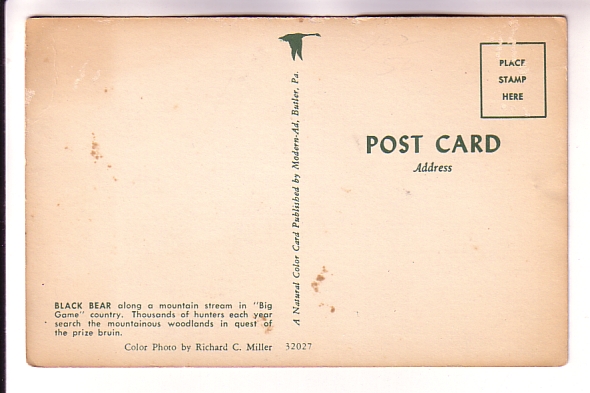 PLACE
STAMP
HERE
POST CARD
Address
A Natural Color Card Published by Modern-Ad, Butler, Pa.
BLACK BEAR along a mountain stream in "Big
Game" country. Thousands of hunters each year
search the mountainous woodlands in quest of
the prize bruin.
Color Photo by Richard C. Miller 32027